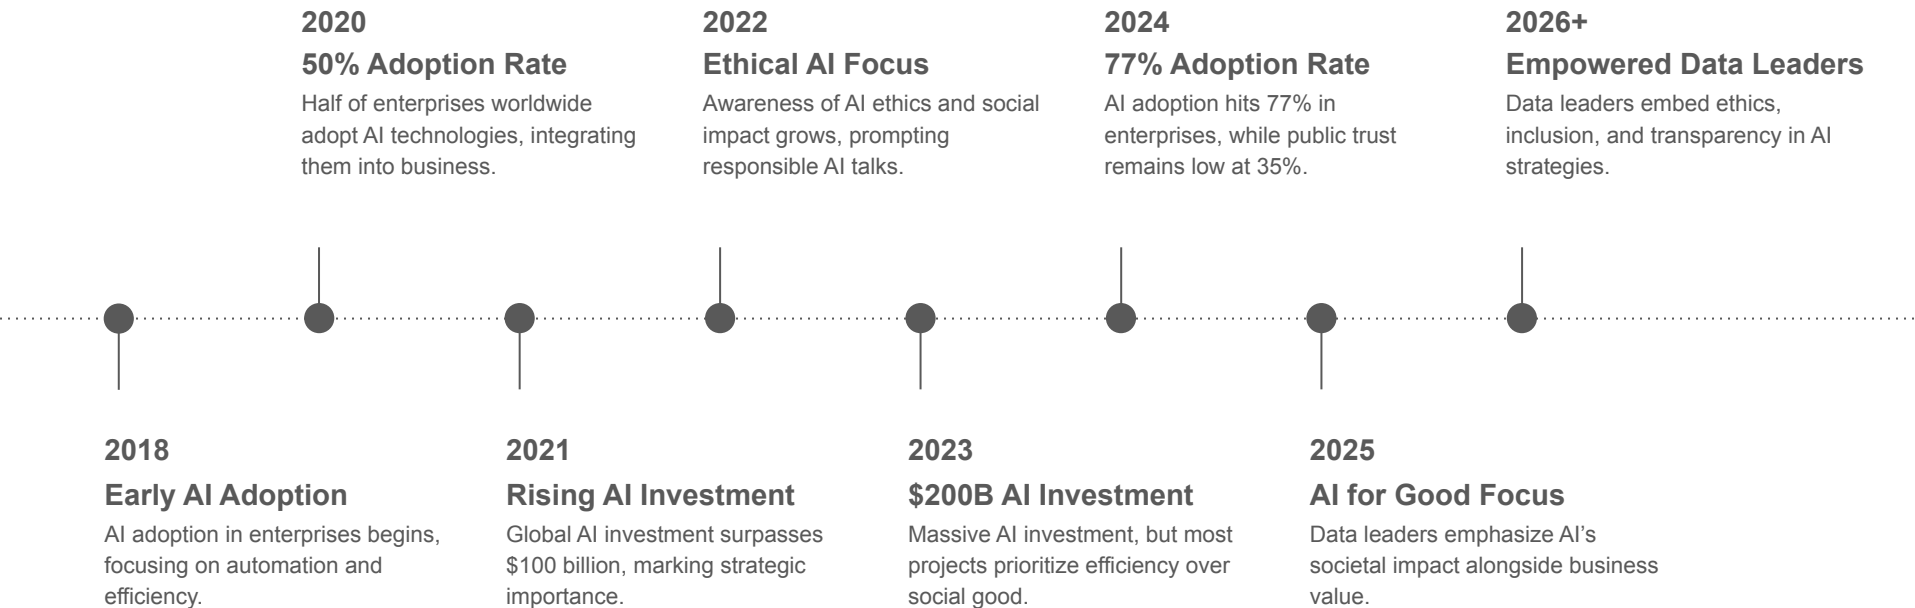 2020
50% Adoption Rate
Half of enterprises worldwide
adopt AI technologies, integrating
them into business.
2022
Ethical AI Focus
Awareness of AI ethics and social
impact grows, prompting
responsible AI talks.
2024
77% Adoption Rate
AI adoption hits 77% in
enterprises, while public trust
remains low at 35%.
2026+
Empowered Data Leaders
Data leaders embed ethics,
inclusion, and transparency in AI
strategies.
2018
Early AI Adoption
AI adoption in enterprises begins,
focusing on automation and
efficiency.
2021
Rising AI Investment
Global AI investment surpasses
$100 billion, marking strategic
importance.
2023
$200B AI Investment
Massive AI investment, but most
projects prioritize efficiency over
social good.
2025
AI for Good Focus
Data leaders emphasize AI’s
societal impact alongside business
value.